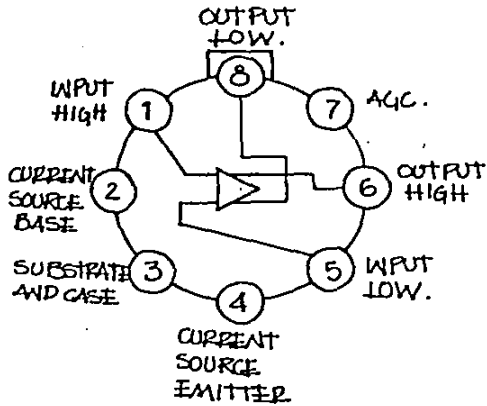 OUTPUT
LOW.
8
INPUT
HIGH
1
7
AGC.
CURRENT
SOURCE
BASE
2
6
OUTPUT
HIGH
SUBSTRATE
AND CASE
3
5
INPUT
LOW.
4
CURRENT
SOURCE
EMITTER